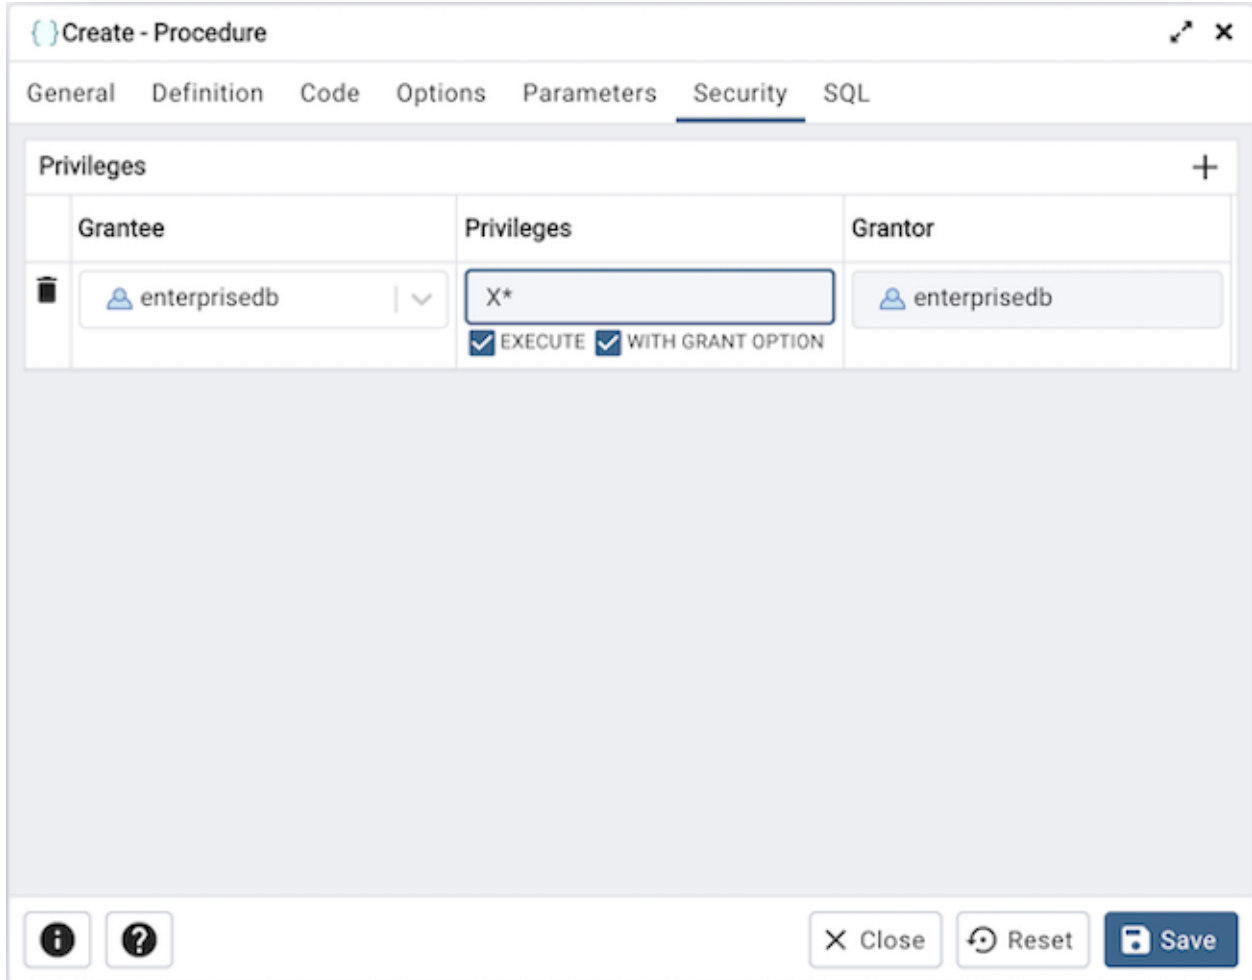 {}Create - Procedure
General Definition Code Options Parameters Security SQL
Privileges
Grantee Privileges Grantor
enterprisedb X* enterprisedb
EXECUTE WITH GRANT OPTION
Close Reset Save